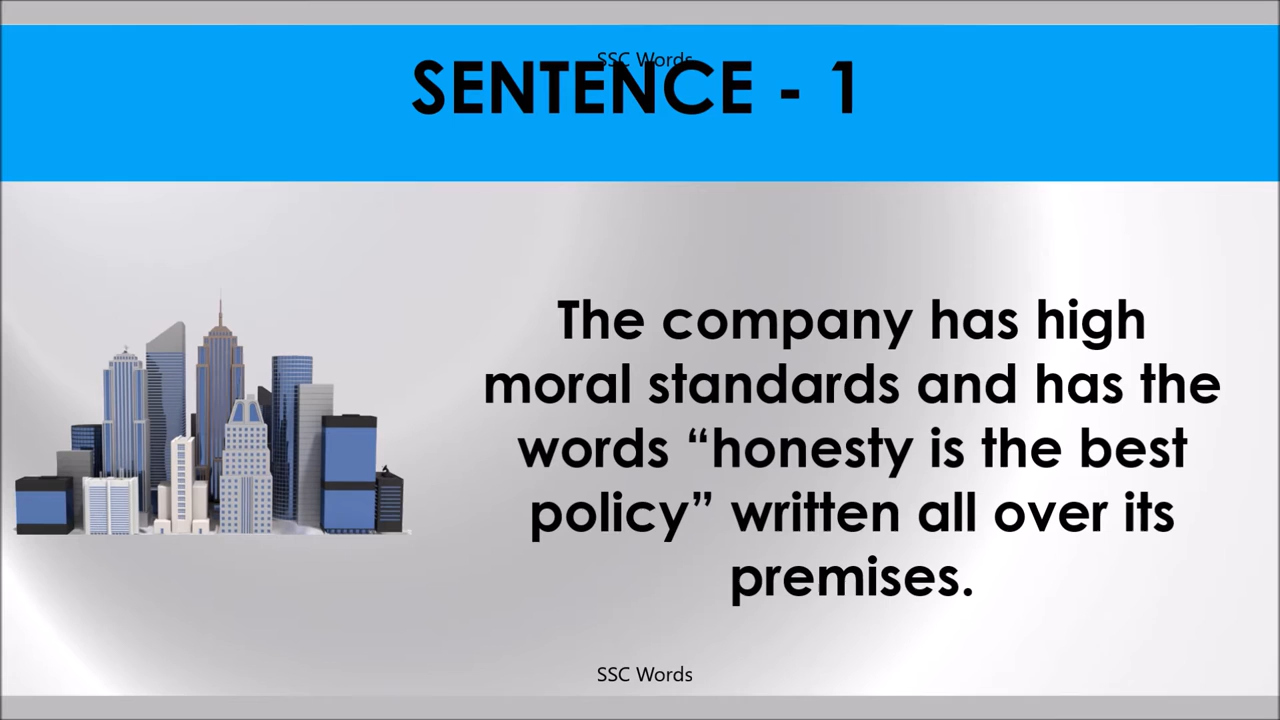 SSC Words
SENTENCE - 1
The company has high
moral standards and has the
words “honesty is the best
policy” written all over its
premises.
SSC Words